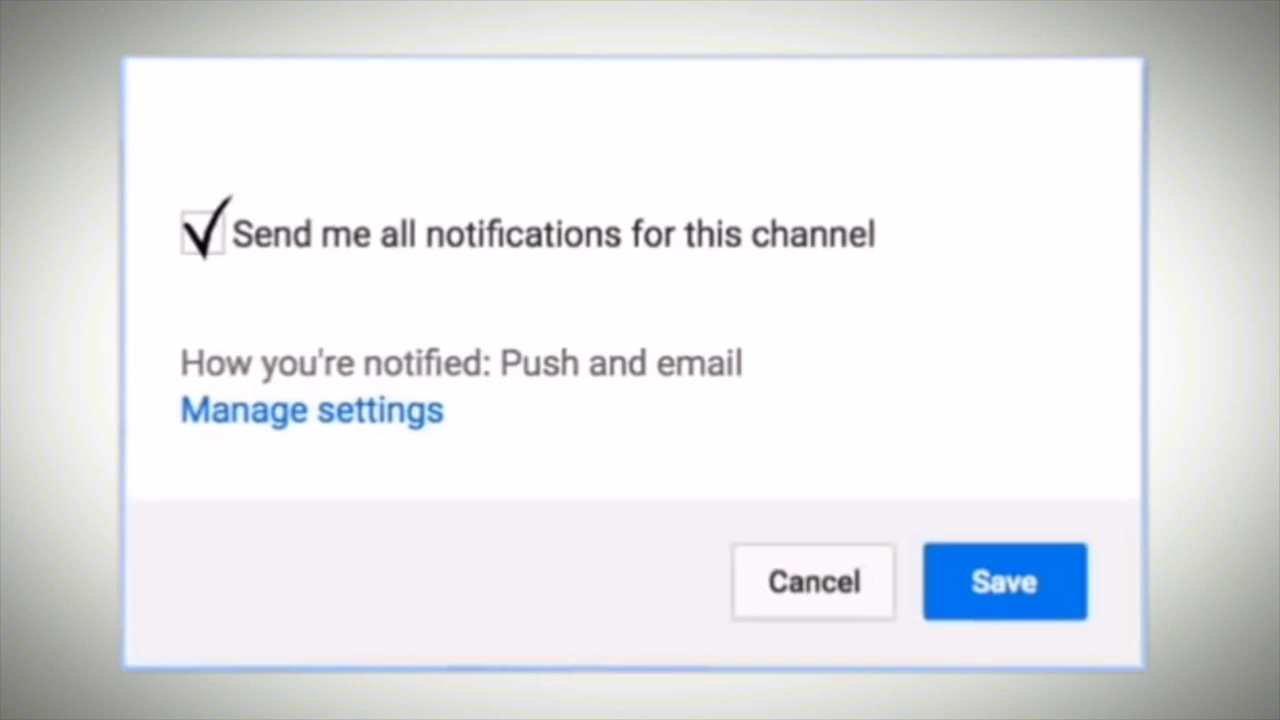 Send me all notifications for this channel
How you're notified: Push and email
Manage settings
Cancel
Save